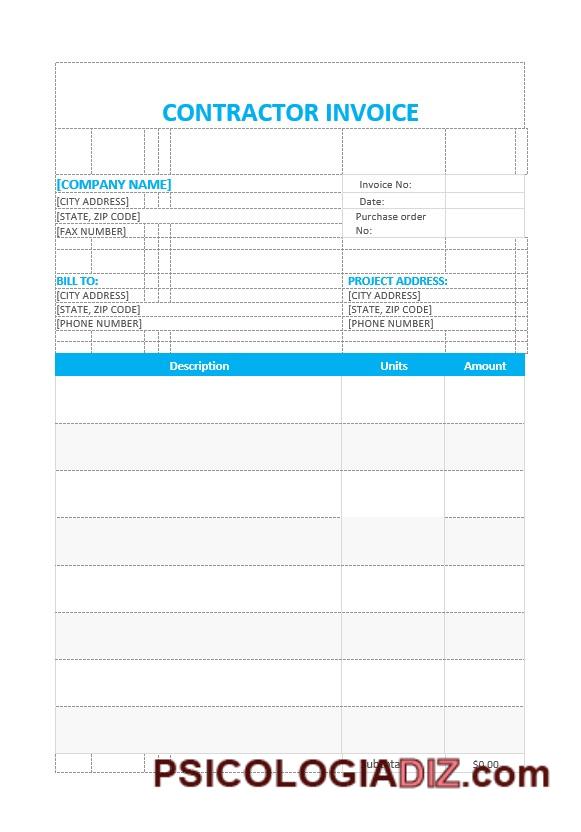 CONTRACTOR INVOICE
[COMPANY NAME]
Invoice No:
[CITY ADDRESS]
Date:
[STATE, ZIP CODE]
Purchase order
No:
[FAX NUMBER]
BILL TO:
PROJECT ADDRESS:
[CITY ADDRESS]
[CITY ADDRESS]
[STATE, ZIP CODE]
[STATE, ZIP CODE]
[PHONE NUMBER]
[PHONE NUMBER]
Description Units Amount
$0.00
PSICOLOGIADIZ.com